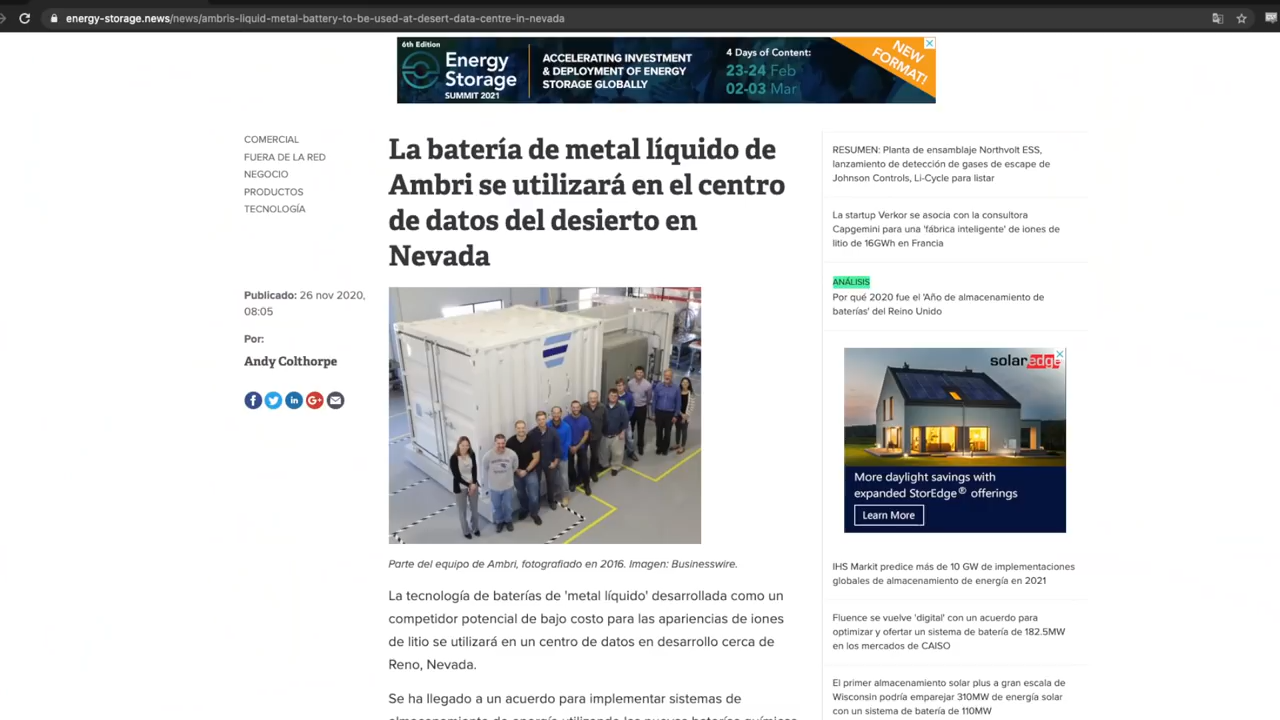 energy-storage.news/news/ambris-liquid-metal-battery-to-be-used-at-desert-data-centre-in-nevada
6th Edition
Energy
Storage
SUMMIT 2021
ACCELERATING INVESTMENT
& DEPLOYMENT OF ENERGY
STORAGE GLOBALLY
4 Days of Content:
23-24 Feb
02-03 Mar
NEW
FORMAT!
COMERCIAL
FUERA DE LA RED
NEGOCIO
PRODUCTOS
TECNOLOGÍA
Publicado: 26 nov 2020,
08:05
Por:
Andy Colthorpe
La batería de metal líquido de
Ambri se utilizará en el centro
de datos del desierto en
Nevada
Parte del equipo de Ambri, fotografiado en 2016. Imagen: Businesswire.
La tecnología de baterías de 'metal líquido' desarrollada como un
competidor potencial de bajo costo para las apariencias de iones
de litio se utilizará en un centro de datos en desarrollo cerca de
Reno, Nevada.
Se ha llegado a un acuerdo para implementar sistemas de
almacenamiento de energía utilizando las nuevas baterías químicas
RESUMEN: Planta de ensamblaje Northvolt ESS,
lanzamiento de detección de gases de escape de
Johnson Controls, Li-Cycle para listar
La startup Verkor se asocia con la consultora
Capgemini para una 'fábrica inteligente' de iones de
litio de 16GWh en Francia
ANÁLISIS
Por qué 2020 fue el 'Año de almacenamiento de
baterías' del Reino Unido
solaredge
More daylight savings with
expanded StorEdge® offerings
Learn More
IHS Markit predice más de 10 GW de implementaciones
globales de almacenamiento de energía en 2021
Fluence se vuelve 'digital' con un acuerdo para
optimizar y ofertar un sistema de batería de 182.5MW
en los mercados de CAISO
El primer almacenamiento solar plus a gran escala de
Wisconsin podría emparejar 310MW de energía solar
con un sistema de batería de 110MW